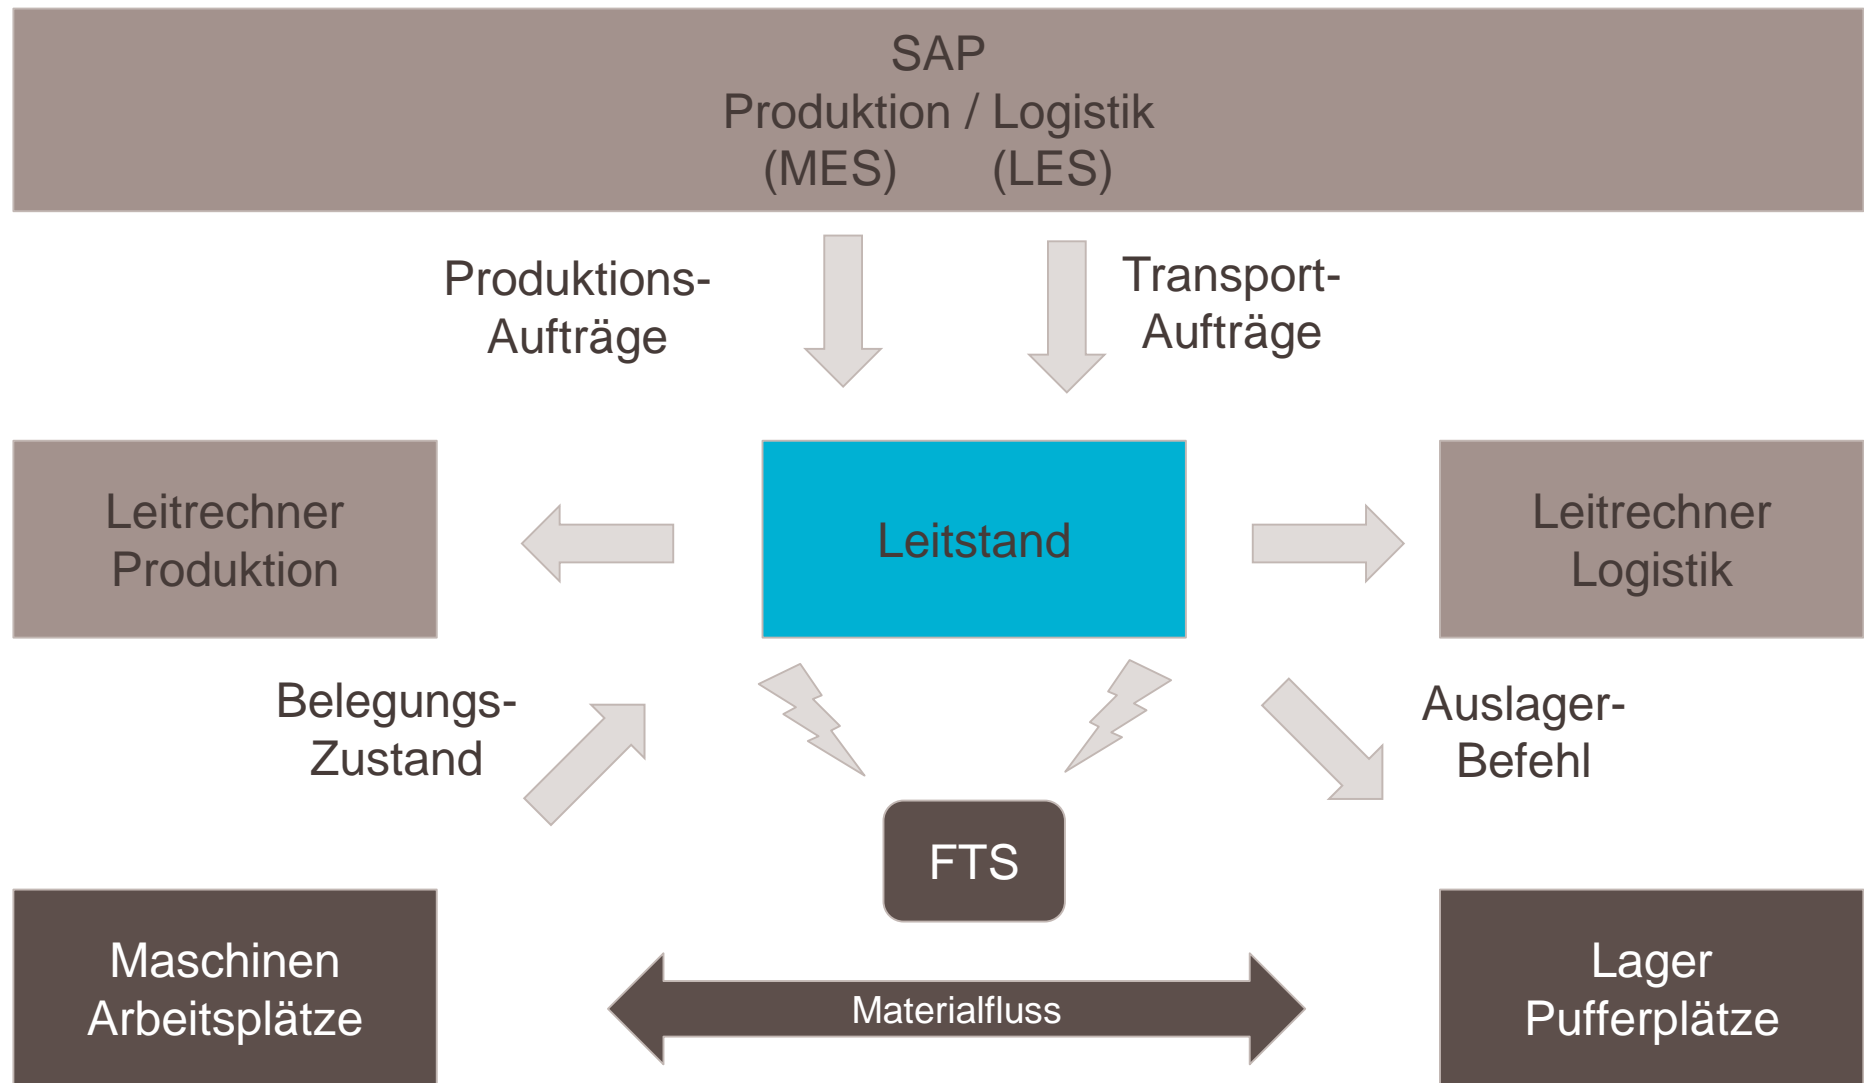 SAP
Produktion / Logistik
(MES) (LES)
Produktions-
Aufträge
Transport-
Aufträge
Leitrechner
Produktion
Leitstand
Leitrechner
Logistik
Belegungs-
Zustand
Auslager-
Befehl
FTS
Maschinen
Arbeitsplätze
Materialfluss
Lager
Pufferplätze